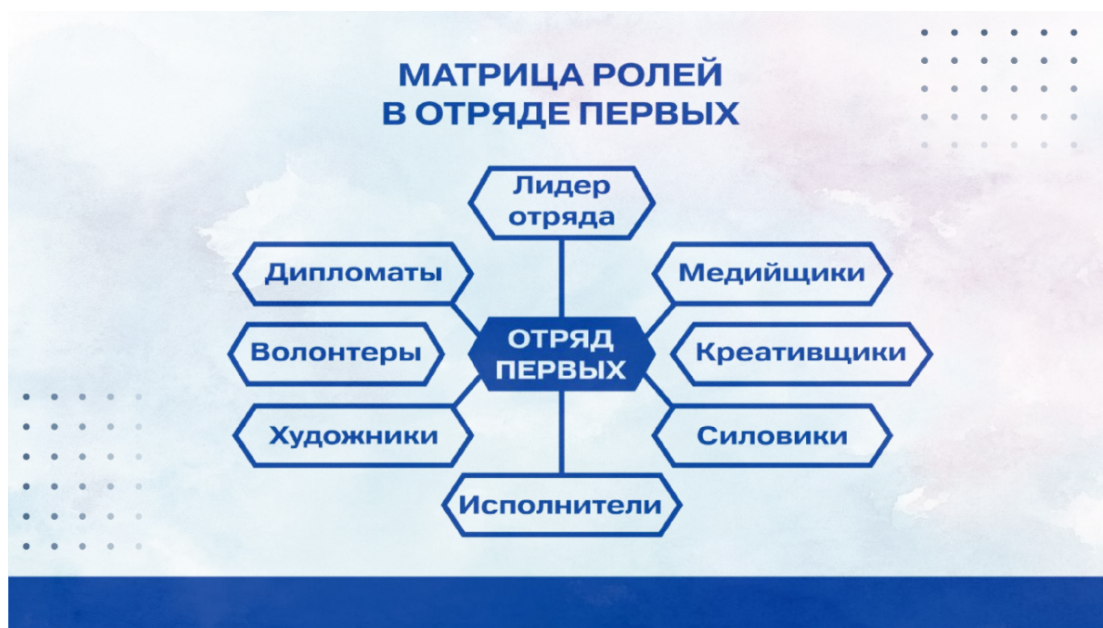 МАТРИЦА РОЛЕЙ
В ОТРЯДЕ ПЕРВЫХ
Лидер
отряда
Дипломаты
Медийщики
Волонтеры
ОТРЯД
ПЕРВЫХ
Креативщики
Художники
Силовики
Исполнители